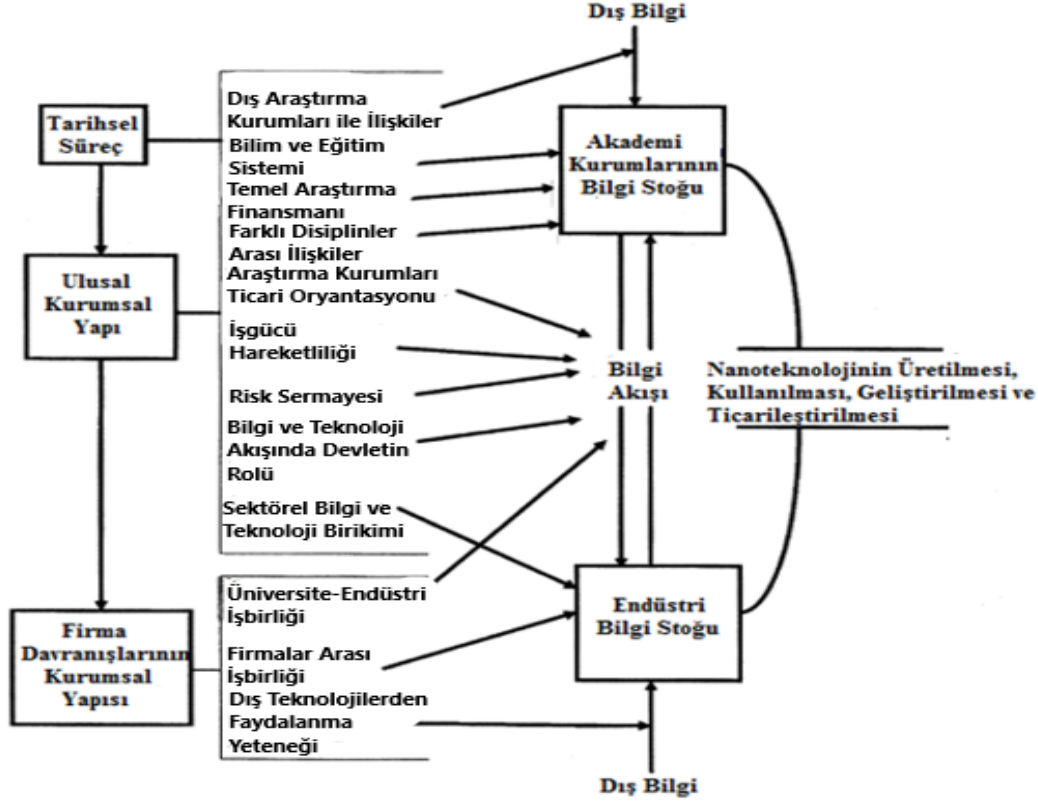 Dış Bilgi
Tarihsel
Süreç
Ulusal
Kurumsal
Yapı
Firma
Davranışlarının
Kurumsal
Yapısı
Dış Araştırma
Kurumları ile İlişkiler
Bilim ve Eğitim
Sistemi
Temel Araştırma
Finansmanı
Farklı Disiplinler
Arası İlişkiler
Araştırma Kurumları
Ticari Oryantasyonu
İşgücü
Hareketliliği
Risk Sermayesi
Bilgi ve Teknoloji
Akışında Devletin
Rolü
Sektörel Bilgi ve
Teknoloji Birikimi
Üniversite-Endüstri
İşbirliği
Firmalar Arası
İşbirliği
Dış Teknolojilerden
Faydalanma
Yeteneği
Akademi
Kurumlarının
Bilgi Stoğu
Bilgi
Akışı
Nanoteknolojinin Üretilmesi,
Kullanılması, Geliştirilmesi ve
Ticarileştirilmesi
Endüstri
Bilgi Stoğu
Dış Bilgi